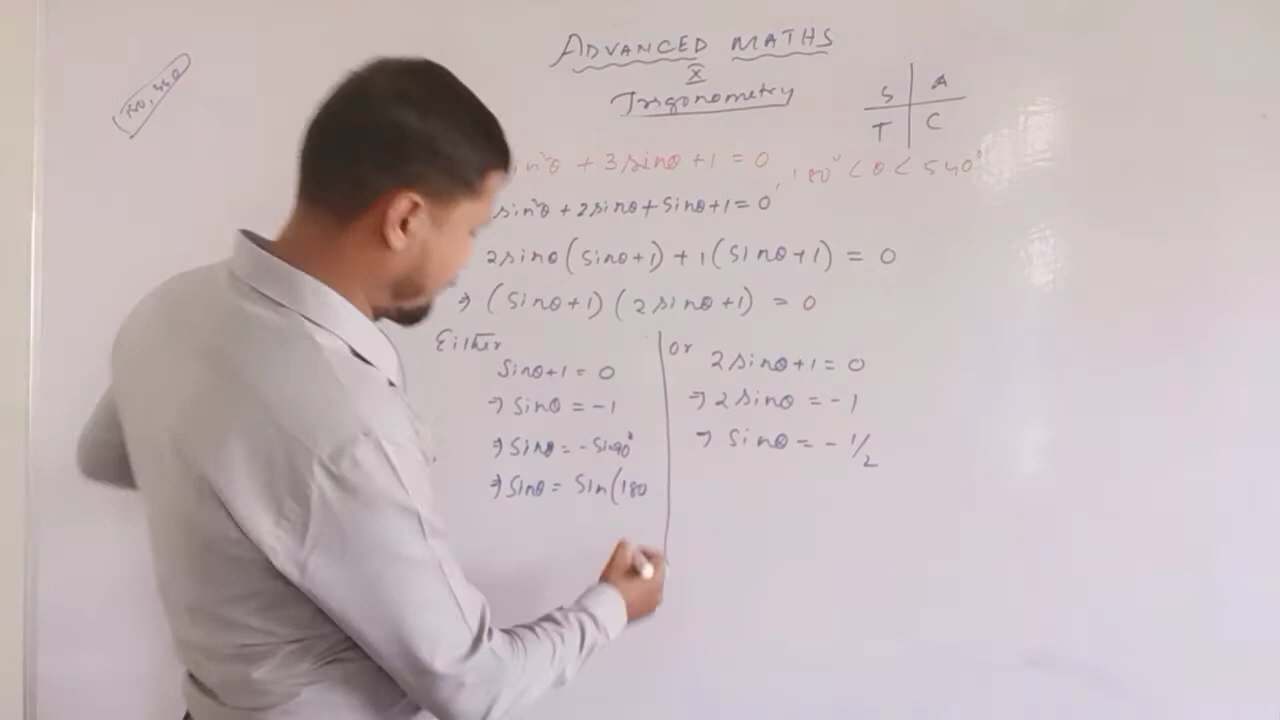 ADVANCED MATHS
X
Trigonometry
S A
T C
in²θ + 3sinθ + 1 = 0, 180° < θ < 540°
sin²θ + 2sinθ + sinθ + 1 = 0
2sinθ(sinθ+1) + 1(sinθ+1) = 0
⇒ (sinθ+1)(2sinθ+1) = 0
Either
sinθ+1 = 0
⇒ sinθ = -1
⇒ sinθ = -sin90°
⇒ sinθ = sin(180
or
2sinθ+1 = 0
⇒ 2sinθ = -1
⇒ sinθ = -1/2